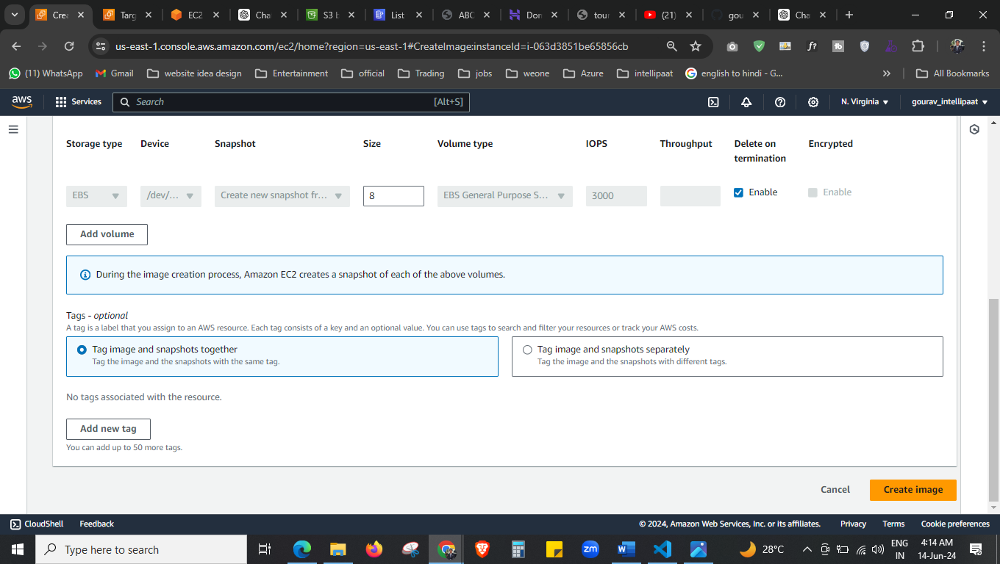 Crea
Targ
EC2
Cha
S3 b
List
ABC
Don
tour
(21)
gou
Cha
us-east-1.console.aws.amazon.com/ec2/home?region=us-east-1#CreateImage:instanceId=i-063d3851be65856cb
(11) WhatsApp
Gmail
website idea design
Entertainment
official
Trading
jobs
weone
Azure
intellipaat
english to hindi - G...
All Bookmarks
aws
Services
Search
[Alt+S]
N. Virginia
gourav_intellipaat
Storage type
Device
Snapshot
Size
Volume type
IOPS
Throughput
Delete on
termination
Encrypted
EBS
/dev/...
Create new snapshot fr...
8
EBS General Purpose S...
3000
Enable
Enable
Add volume
During the image creation process, Amazon EC2 creates a snapshot of each of the above volumes.
Tags - optional
A tag is a label that you assign to an AWS resource. Each tag consists of a key and an optional value. You can use tags to search and filter your resources or track your AWS costs.
Tag image and snapshots together
Tag the image and the snapshots with the same tag.
Tag image and snapshots separately
Tag the image and the snapshots with different tags.
No tags associated with the resource.
Add new tag
You can add up to 50 more tags.
Cancel
Create image
CloudShell
Feedback
© 2024, Amazon Web Services, Inc. or its affiliates.
Privacy
Terms
Cookie preferences
Type here to search
zm
28°C
ENG
IN
4:14 AM
14-Jun-24